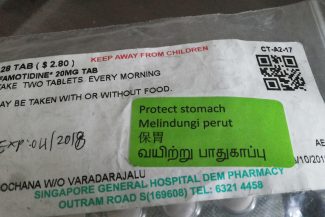 28 TAB ($ 2.80)
KEEP AWAY FROM CHILDREN
CT-A2-17
FAMOTIDINE* 20MG TAB
TAKE TWO TABLETS EVERY MORNING
MAY BE TAKEN WITH OR WITHOUT FOOD.
Protect stomach
Melindungi perut
保胃
வயிற்று பாதுகாப்பு
EXP: 04/2018
OCHANA W/O VARADARAJALU
SINGAPORE GENERAL HOSPITAL DEM PHARMACY
OUTRAM ROAD S(169608) TEL: 6321 4458